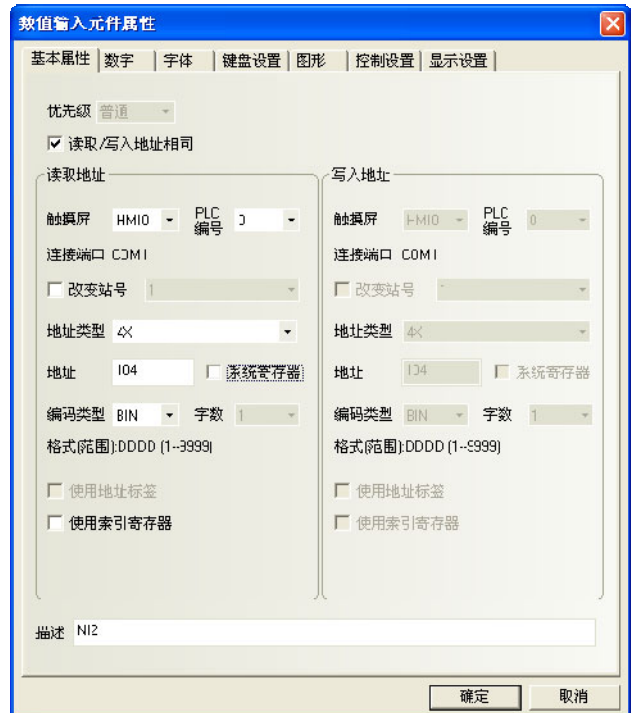 数值输入元件属性
基本属性 数字 字体 键盘设置 图形 控制设置 显示设置
优先级 普通
读取/写入地址相同
读取地址
触摸屏 HMI0 PLC编号 0
连接端口 COM1
改变站号 1
地址类型 4X
地址 104 系统寄存器
编码类型 BIN 字数 1
格式(范围):DDDD (1--9999)
使用地址标签
使用索引寄存器
写入地址
触摸屏 HMI0 PLC编号 0
连接端口 COM1
改变站号
地址类型 4X
地址 104 系统寄存器
编码类型 BIN 字数 1
格式(范围):DDDD (1--9999)
使用地址标签
使用索引寄存器
描述 NI2
确定 取消